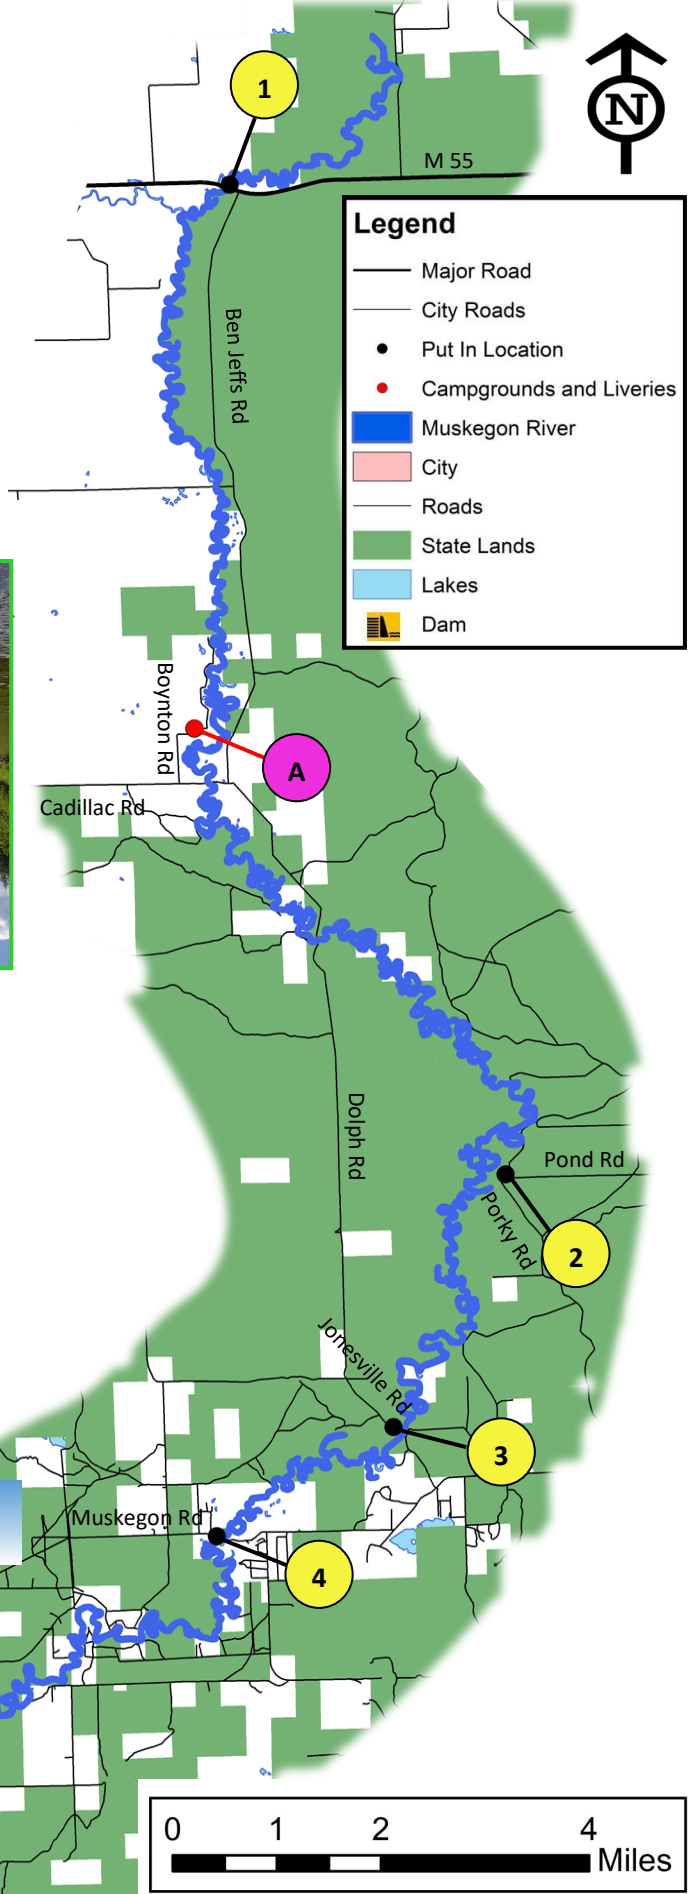 1
N
M 55
Legend
Major Road
City Roads
Put In Location
Campgrounds and Liveries
Muskegon River
City
Roads
State Lands
Lakes
Dam
Ben Jeffs Rd
Boynton Rd
A
Cadillac Rd
Dolph Rd
Pond Rd
Porky Rd
2
Jonesville Rd
3
Muskegon Rd
4
0 1 2 4
Miles